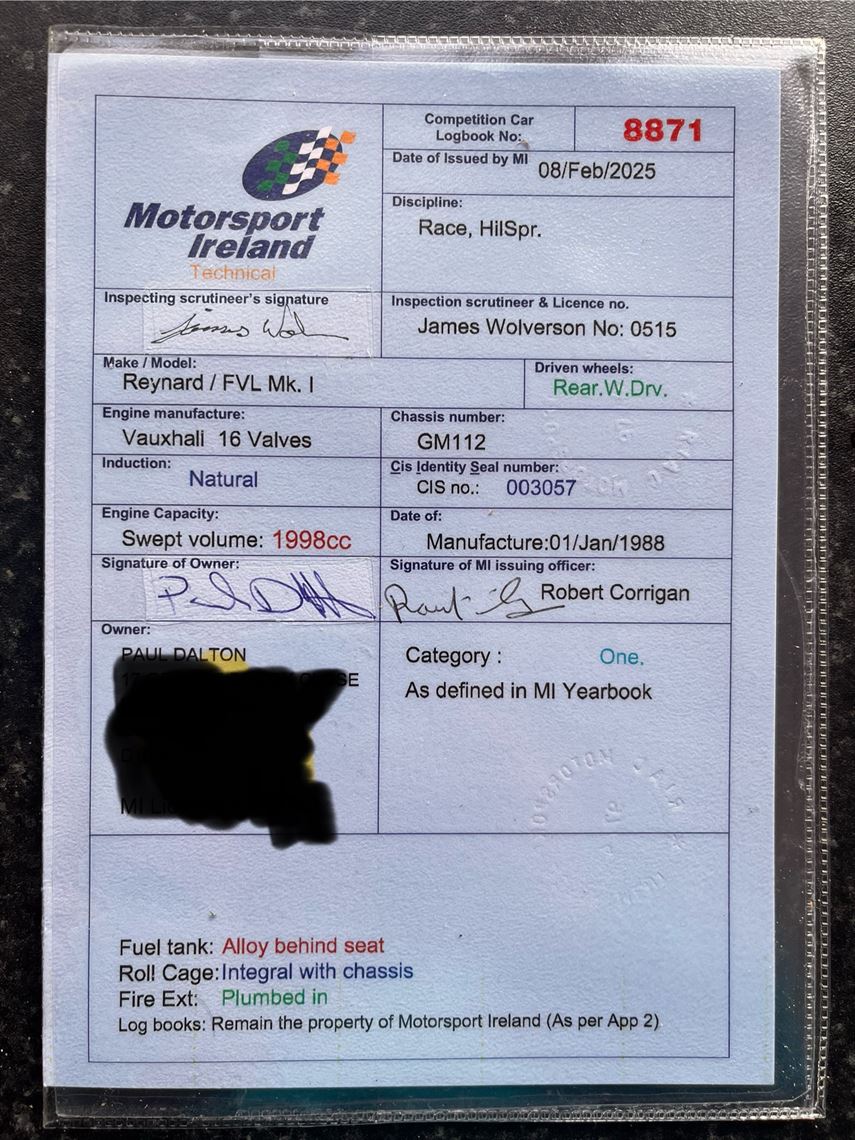 Motorsport
Ireland
Technical
Competition Car
Logbook No:
8871
Date of Issued by MI
08/Feb/2025
Discipline:
Race, HilSpr.
Inspecting scrutineer's signature
James Wol
Inspection scrutineer & Licence no.
James Wolverson No: 0515
Make / Model:
Reynard / FVL Mk. I
Driven wheels:
Rear.W.Drv.
Engine manufacture:
Vauxhall 16 Valves
Chassis number:
GM112
Induction:
Natural
Cis Identity Seal number:
CIS no.: 003057
Engine Capacity:
Swept volume: 1998cc
Date of:
Manufacture:01/Jan/1988
Signature of Owner:
Signature of MI issuing officer:
Robert Corrigan
Owner:
PAUL DALTON
Category : One.
As defined in MI Yearbook
MI
Fuel tank: Alloy behind seat
Roll Cage:Integral with chassis
Fire Ext: Plumbed in
Log books: Remain the property of Motorsport Ireland (As per App 2)